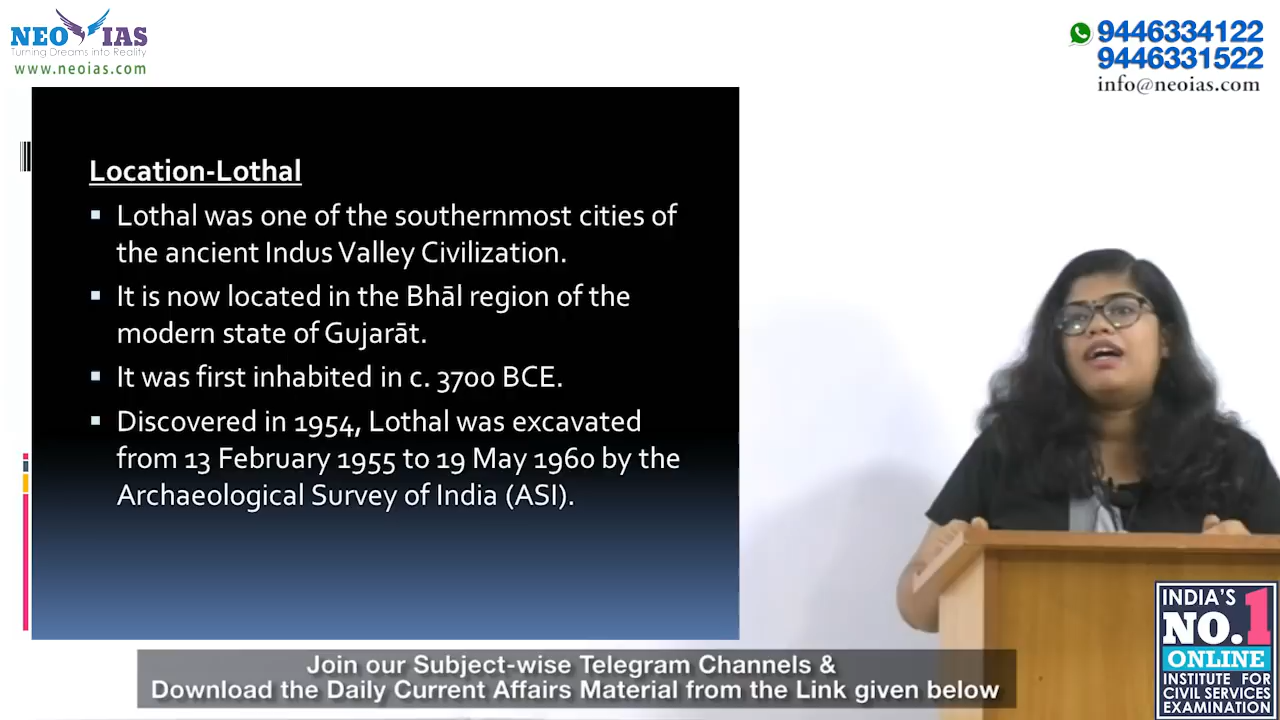 NEO IAS
Turning Dreams into Reality
www.neoias.com
9446334122
9446331522
info@neoias.com
Location-Lothal
▪ Lothal was one of the southernmost cities of
the ancient Indus Valley Civilization.
▪ It is now located in the Bhāl region of the
modern state of Gujarāt.
▪ It was first inhabited in c. 3700 BCE.
▪ Discovered in 1954, Lothal was excavated
from 13 February 1955 to 19 May 1960 by the
Archaeological Survey of India (ASI).
Join our Subject-wise Telegram Channels &
Download the Daily Current Affairs Material from the Link given below
INDIA'S
NO.1
ONLINE
INSTITUTE FOR
CIVIL SERVICES
EXAMINATION